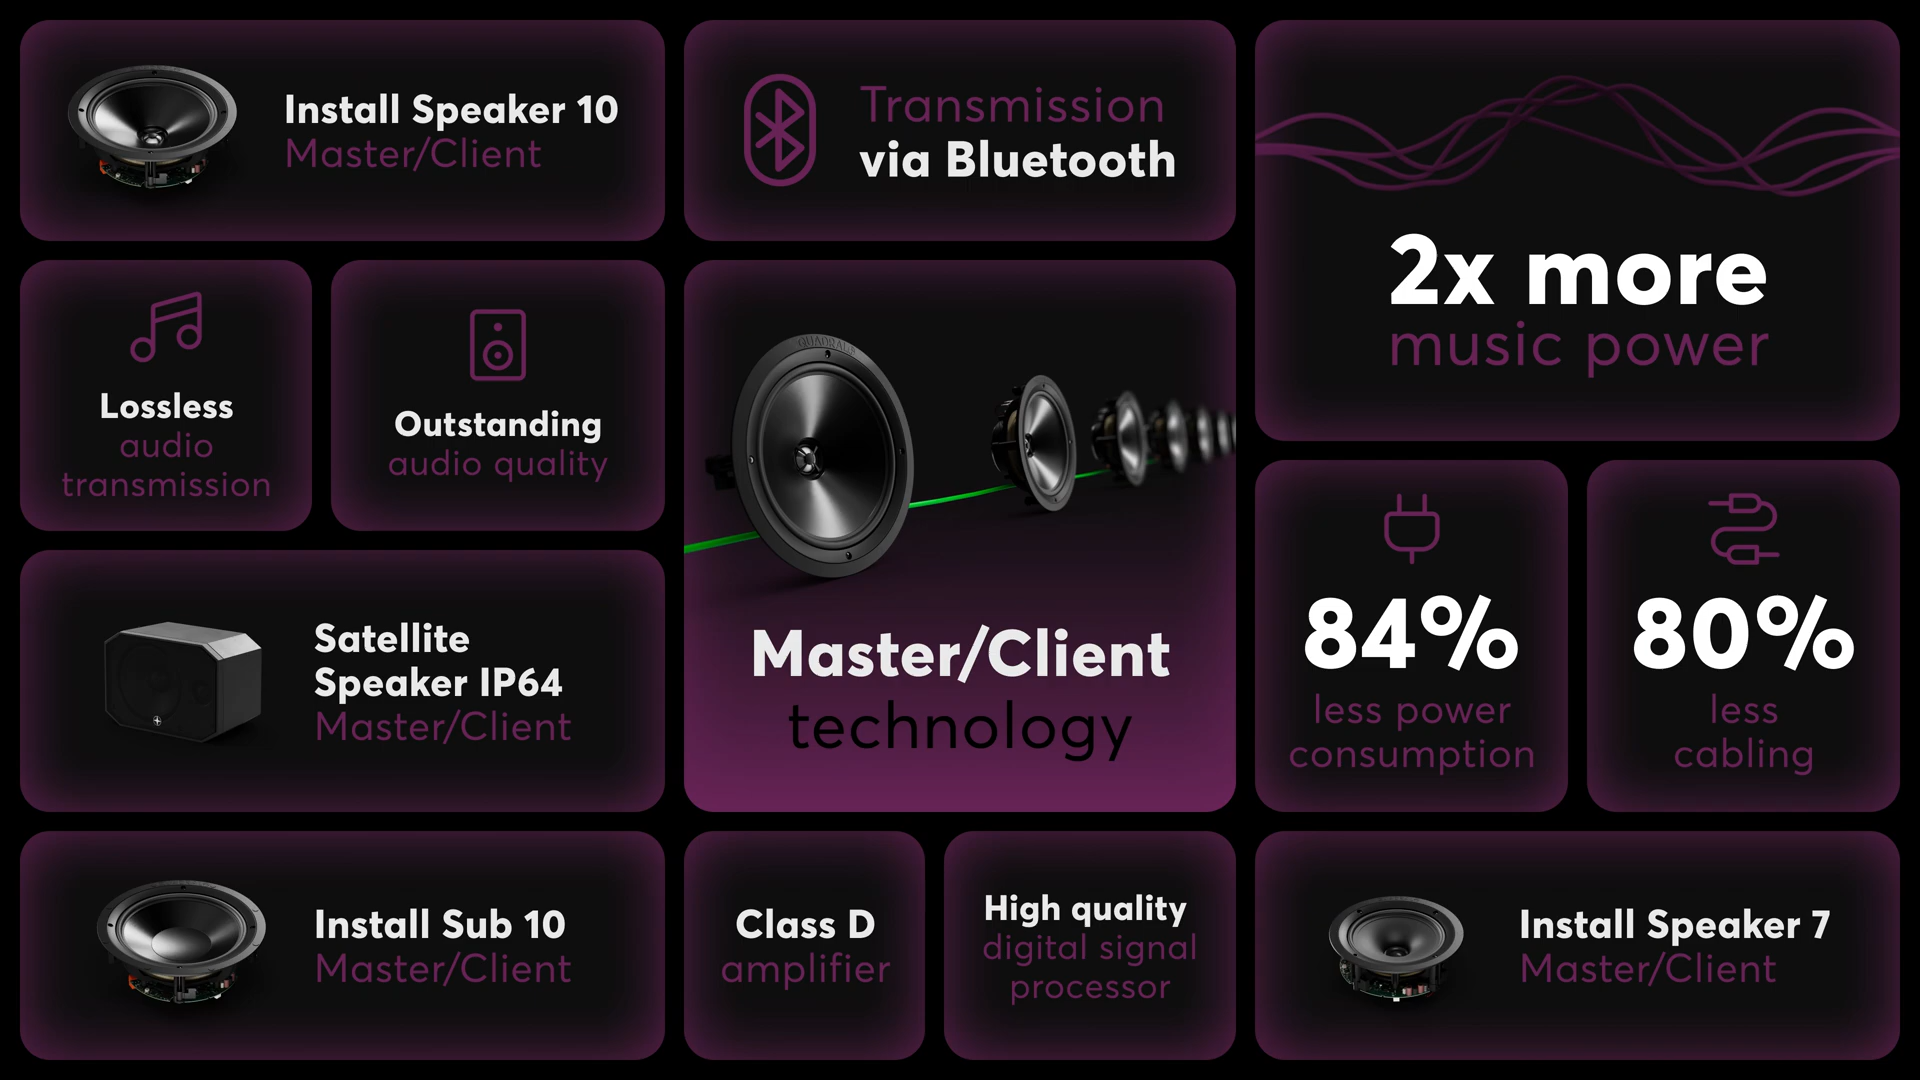 Install Speaker 10
Master/Client
Transmission
via Bluetooth
2x more
music power
Lossless
audio
transmission
Outstanding
audio quality
QUADRAL
Master/Client
technology
84%
less power
consumption
80%
less
cabling
Satellite
Speaker IP64
Master/Client
Install Sub 10
Master/Client
Class D
amplifier
High quality
digital signal
processor
Install Speaker 7
Master/Client